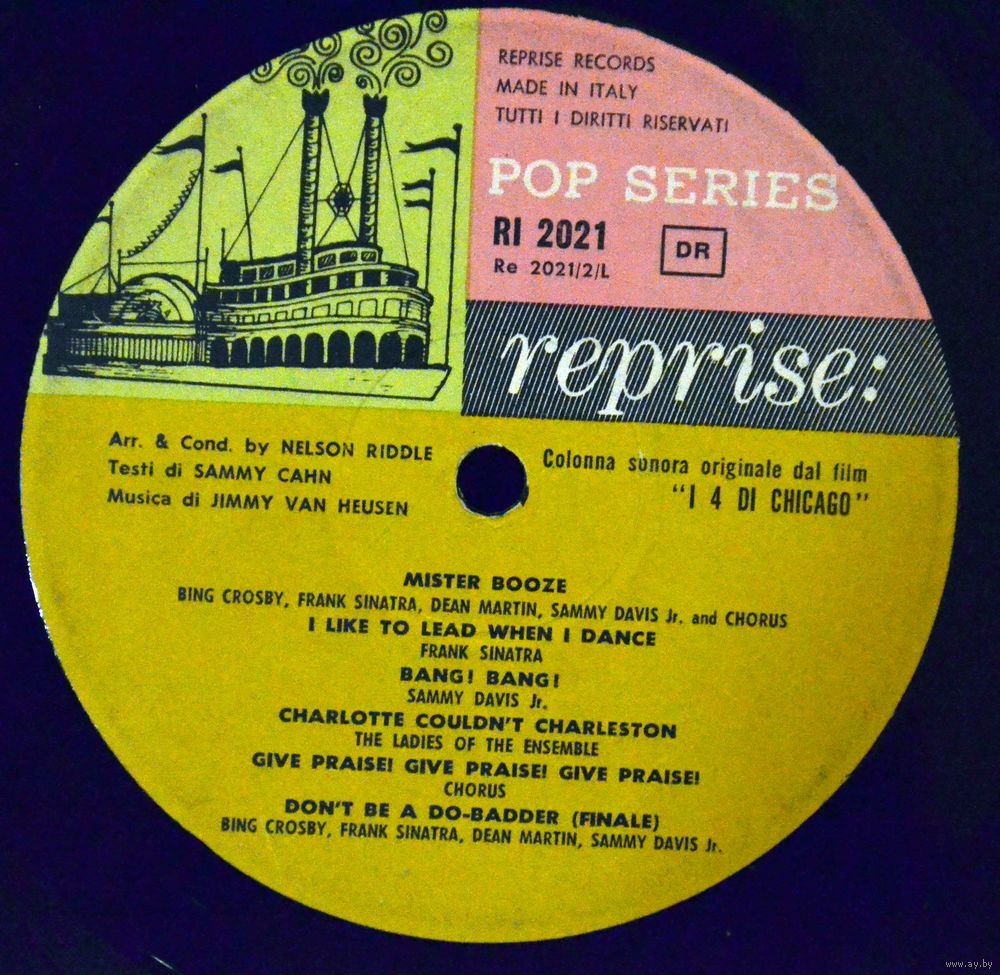 REPRISE RECORDS
MADE IN ITALY
TUTTI I DIRITTI RISERVATI
POP SERIES
RI 2021
DR
Re 2021/2/L
reprise:
Arr. & Cond. by NELSON RIDDLE
Testi di SAMMY CAHN
Musica di JIMMY VAN HEUSEN
Colonna sonora originale dal film
"I 4 DI CHICAGO"
MISTER BOOZE
BING CROSBY, FRANK SINATRA, DEAN MARTIN, SAMMY DAVIS Jr. and CHORUS
I LIKE TO LEAD WHEN I DANCE
FRANK SINATRA
BANG! BANG!
SAMMY DAVIS Jr.
CHARLOTTE COULDN'T CHARLESTON
THE LADIES OF THE ENSEMBLE
GIVE PRAISE! GIVE PRAISE! GIVE PRAISE!
CHORUS
DON'T BE A DO-BADDER (FINALE)
BING CROSBY, FRANK SINATRA, DEAN MARTIN, SAMMY DAVIS Jr.
www.ay.by